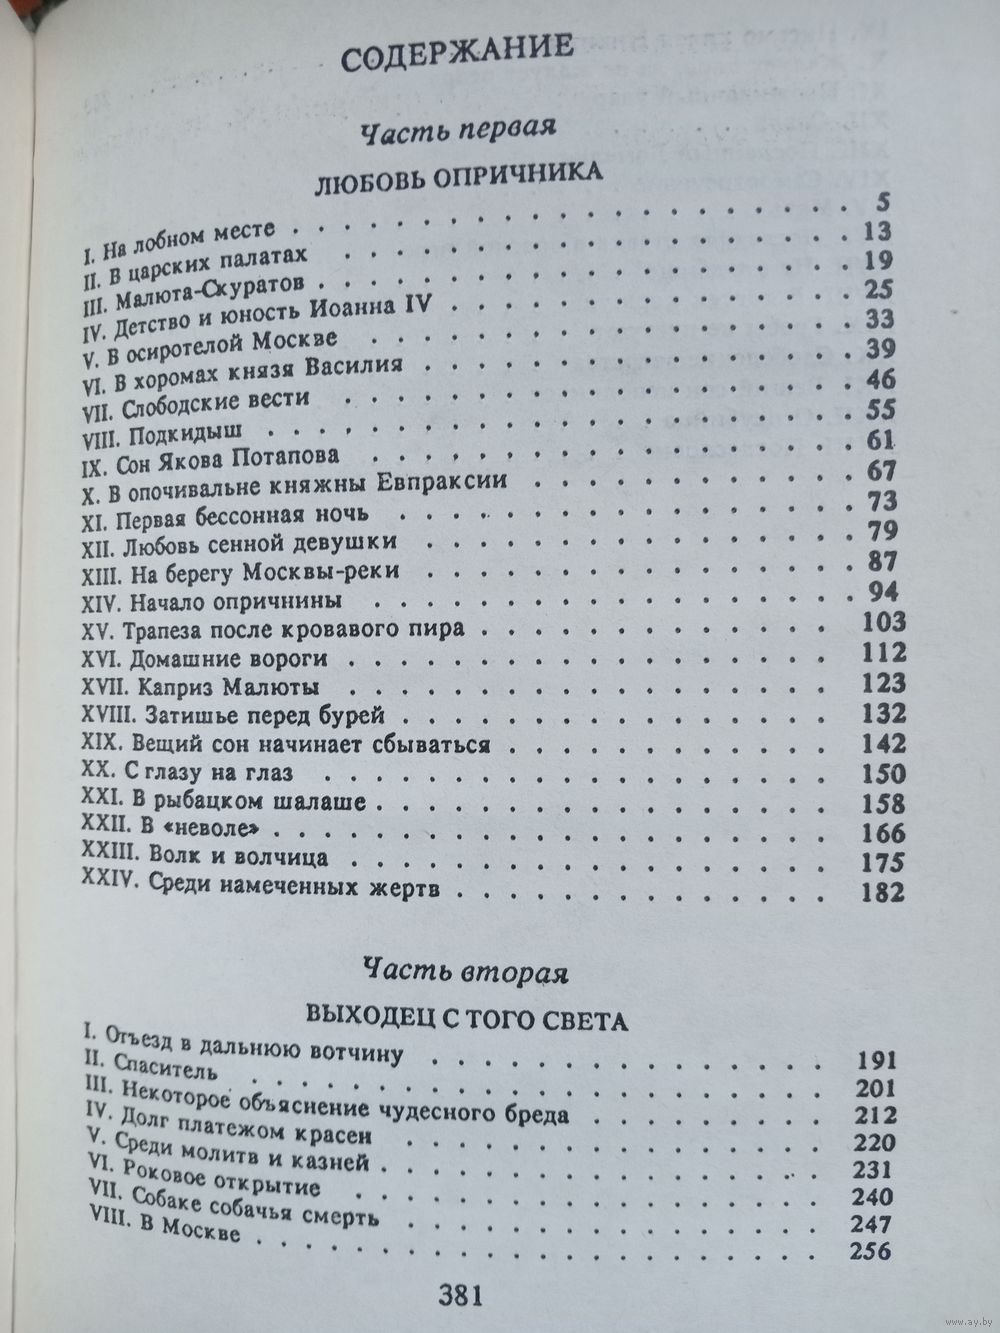 СОДЕРЖАНИЕ
Часть первая
ЛЮБОВЬ ОПРИЧНИКА
I. На лобном месте . . . . . . . . . . . . . . . . . . . . 5
II. В царских палатах . . . . . . . . . . . . . . . . . . 13
III. Малюта-Скуратов . . . . . . . . . . . . . . . . . . 19
IV. Детство и юность Иоанна IV . . . . . . . . . . . . . . 25
V. В осиротелой Москве . . . . . . . . . . . . . . . . . 33
VI. В хоромах князя Василия . . . . . . . . . . . . . . . 39
VII. Слободские вести . . . . . . . . . . . . . . . . . . 46
VIII. Подкидыш . . . . . . . . . . . . . . . . . . . . . 55
IX. Сон Якова Потапова . . . . . . . . . . . . . . . . . 61
X. В опочивальне княжны Евпраксии . . . . . . . . . . . . 67
XI. Первая бессонная ночь . . . . . . . . . . . . . . . . 73
XII. Любовь сенной девушки . . . . . . . . . . . . . . . 79
XIII. На берегу Москвы-реки . . . . . . . . . . . . . . . 87
XIV. Начало опричнины . . . . . . . . . . . . . . . . . . 94
XV. Трапеза после кровавого пира . . . . . . . . . . . . . 103
XVI. Домашние вороги . . . . . . . . . . . . . . . . . . 112
XVII. Каприз Малюты . . . . . . . . . . . . . . . . . . 123
XVIII. Затишье перед бурей . . . . . . . . . . . . . . . . 132
XIX. Вещий сон начинает сбываться . . . . . . . . . . . . 142
XX. С глазу на глаз . . . . . . . . . . . . . . . . . . . 150
XXI. В рыбацком шалаше . . . . . . . . . . . . . . . . . 158
XXII. В «неволе» . . . . . . . . . . . . . . . . . . . . . 166
XXIII. Волк и волчица . . . . . . . . . . . . . . . . . . 175
XXIV. Среди намеченных жертв . . . . . . . . . . . . . . 182
Часть вторая
ВЫХОДЕЦ С ТОГО СВЕТА
I. Отъезд в дальнюю вотчину . . . . . . . . . . . . . . . 191
II. Спаситель . . . . . . . . . . . . . . . . . . . . . . 201
III. Некоторое объяснение чудесного бреда . . . . . . . . . 212
IV. Долг платежом красен . . . . . . . . . . . . . . . . 220
V. Среди молитв и казней . . . . . . . . . . . . . . . . . 231
VI. Роковое открытие . . . . . . . . . . . . . . . . . . 240
VII. Собаке собачья смерть . . . . . . . . . . . . . . . . 247
VIII. В Москве . . . . . . . . . . . . . . . . . . . . . 256
381
www.ay.by